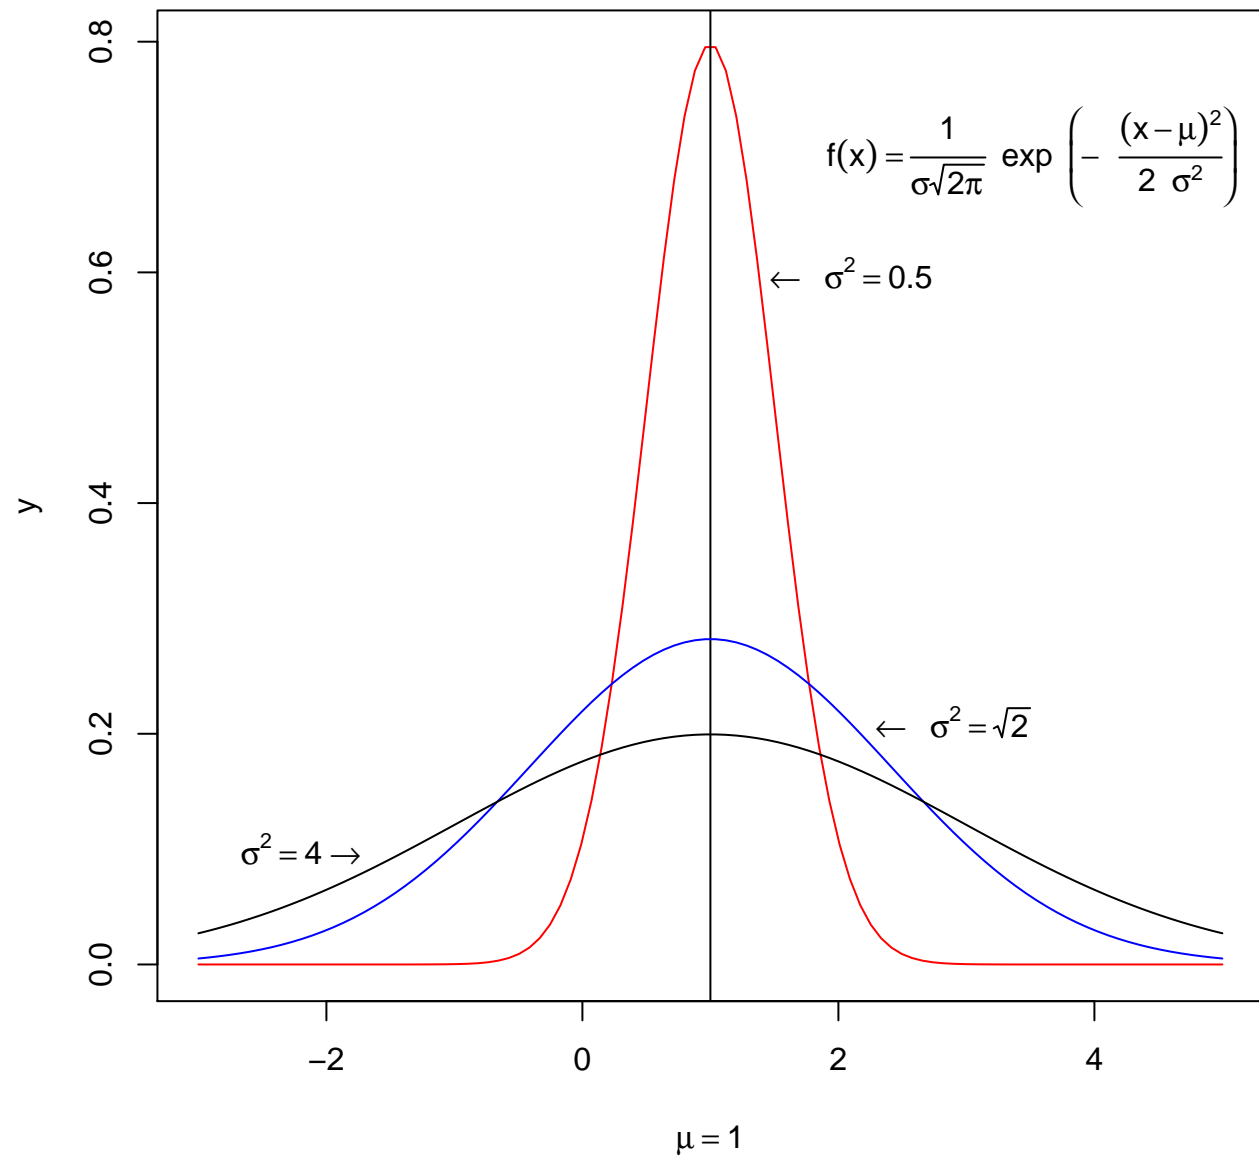 0.8
f(x) = 1/(σ√2π) exp (− (x − μ)²/(2 σ²))
0.6
← σ² = 0.5
y
0.4
0.2
← σ² = √2
σ² = 4 →
0.0
−2 0 2 4
μ = 1